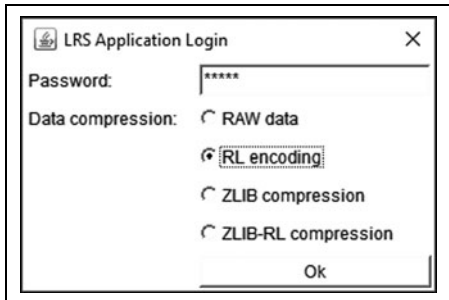 LRS Application Login
Password: *****
Data compression: RAW data
RL encoding
ZLIB compression
ZLIB-RL compression
Ok